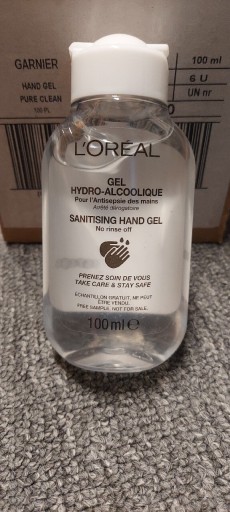 GARNIER
HAND GEL
PURE CLEAN
100 ml
6 U
UN nr
L'ORÉAL
GEL
HYDRO-ALCOOLIQUE
Pour l'Antisepsie des mains
Arrêté dérogatoire
SANITISING HAND GEL
No rinse off
PRENEZ SOIN DE VOUS
TAKE CARE & STAY SAFE
ÉCHANTILLON GRATUIT, NE PEUT
ÊTRE VENDU.
FREE SAMPLE, NOT FOR SALE.
100ml e